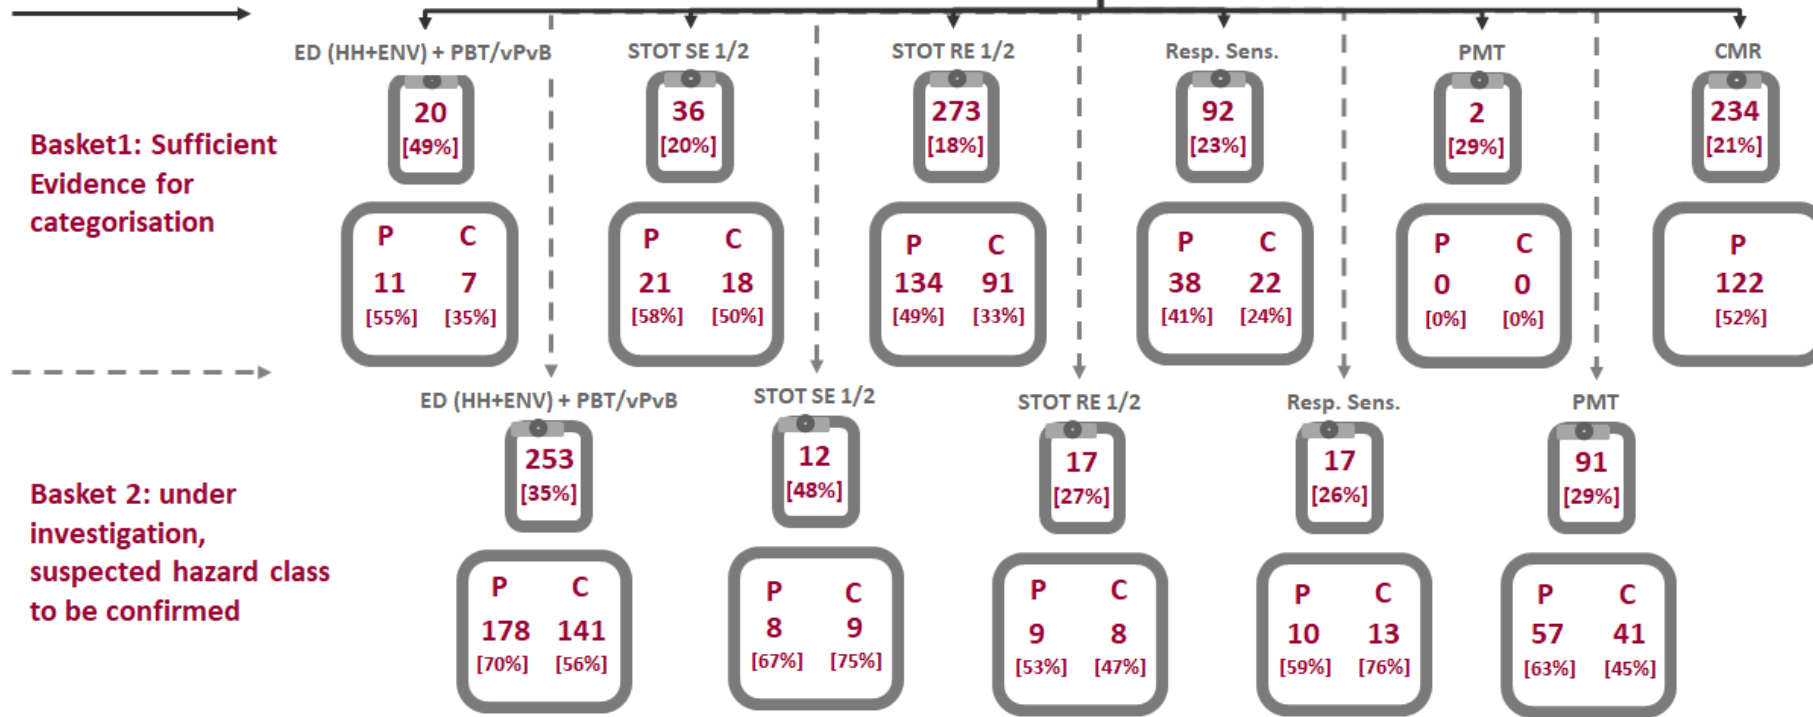 ED (HH+ENV) + PBT/vPvB STOT SE 1/2 STOT RE 1/2 Resp. Sens. PMT CMR
20 36 273 92 2 234
[49%] [20%] [18%] [23%] [29%] [21%]
Basket1: Sufficient
Evidence for
categorisation
P C P C P C P C P C P
11 7 21 18 134 91 38 22 0 0 122
[55%] [35%] [58%] [50%] [49%] [33%] [41%] [24%] [0%] [0%] [52%]
ED (HH+ENV) + PBT/vPvB STOT SE 1/2 STOT RE 1/2 Resp. Sens. PMT
253 12 17 17 91
[35%] [48%] [27%] [26%] [29%]
Basket 2: under
investigation,
suspected hazard class
to be confirmed
P C P C P C P C P C
178 141 8 9 9 8 10 13 57 41
[70%] [56%] [67%] [75%] [53%] [47%] [59%] [76%] [63%] [45%]